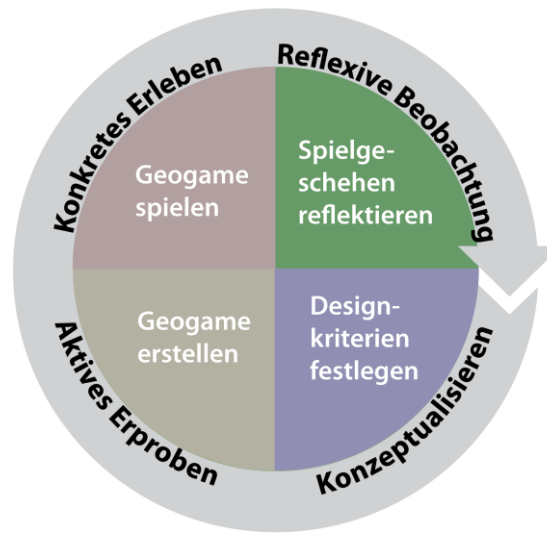 Konkretes Erleben
Reflexive Beobachtung
Geogame
spielen
Spielge-
schehen
reflektieren
Geogame
erstellen
Design-
kriterien
festlegen
Aktives Erproben
Konzeptualisieren